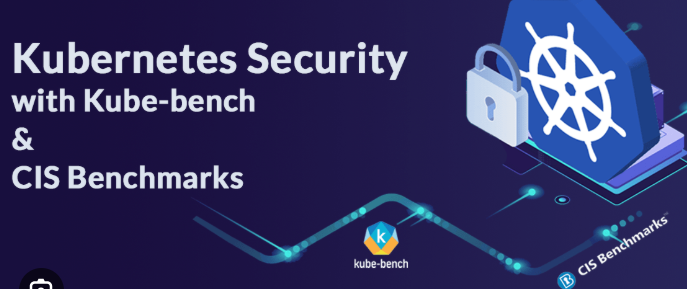 Kubernetes Security
with Kube-bench
&
CIS Benchmarks
k
kube-bench
CIS Benchmarks